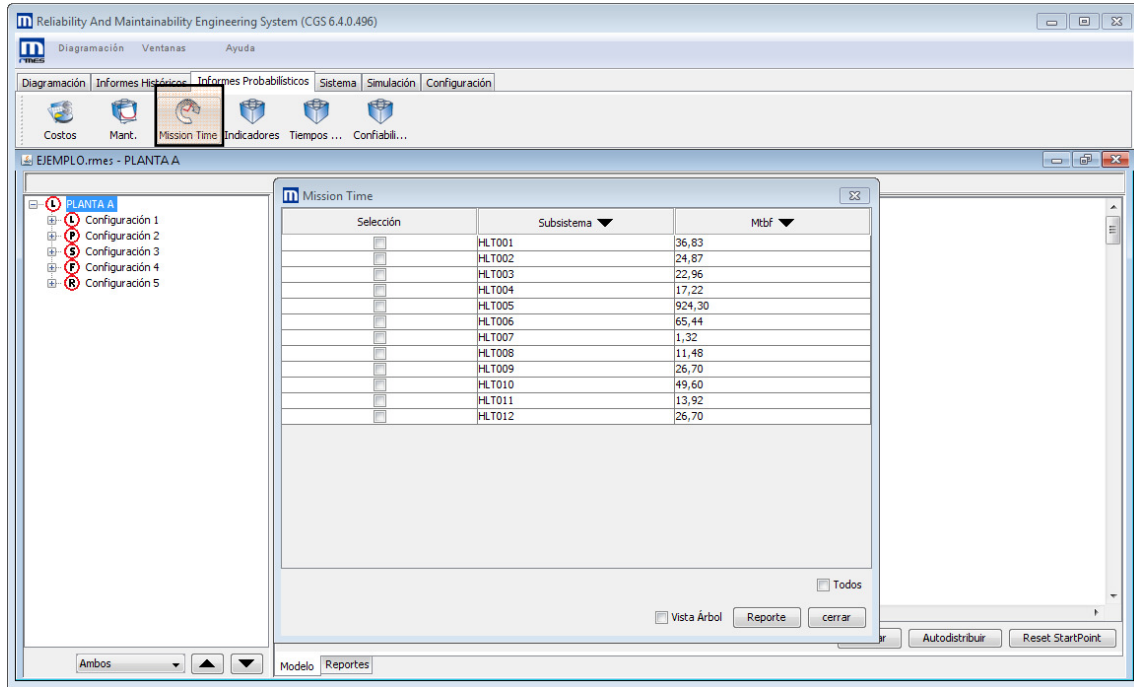 Reliability And Maintainability Engineering System (CGS 6.4.0.496)
Diagramación Ventanas Ayuda
rmes
Diagramación Informes Históricos Informes Probabilísticos Sistema Simulación Configuración
Costos Mant. Mission Time Indicadores Tiempos ... Confiabili...
EJEMPLO.rmes - PLANTA A
L PLANTA A
L Configuración 1
P Configuración 2
S Configuración 3
F Configuración 4
R Configuración 5
Mission Time
Selección Subsistema Mtbf
HLT001 36,83
HLT002 24,87
HLT003 22,96
HLT004 17,22
HLT005 924,30
HLT006 65,44
HLT007 1,32
HLT008 11,48
HLT009 26,70
HLT010 49,60
HLT011 13,92
HLT012 26,70
Todos
Vista Árbol Reporte cerrar
Autodistribuir Reset StartPoint
Ambos
Modelo Reportes